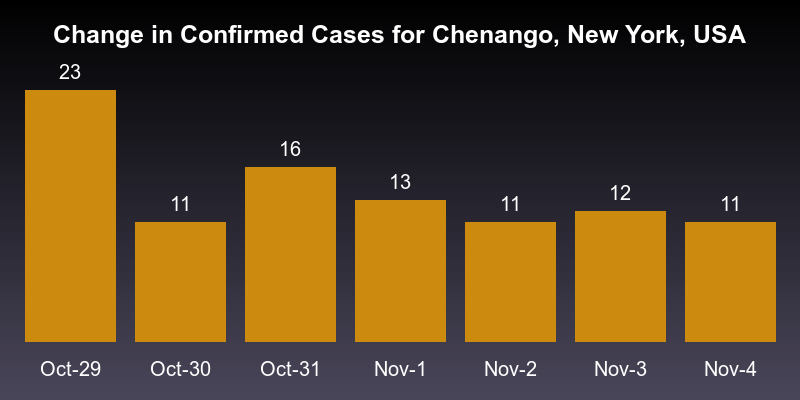 Change in Confirmed Cases for Chenango, New York, USA
23
11
16
13
11
12
11
Oct-29
Oct-30
Oct-31
Nov-1
Nov-2
Nov-3
Nov-4